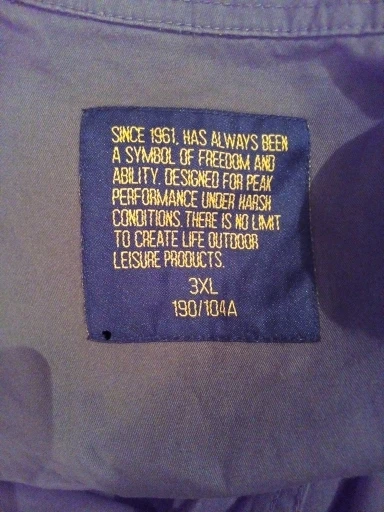 SINCE 1961, HAS ALWAYS BEEN
A SYMBOL OF FREEDOM AND
ABILITY. DESIGNED FOR PEAK
PERFORMANCE UNDER HARSH
CONDITIONS. THERE IS NO LIMIT
TO CREATE LIFE OUTDOOR
LEISURE PRODUCTS.
3XL
190/104A